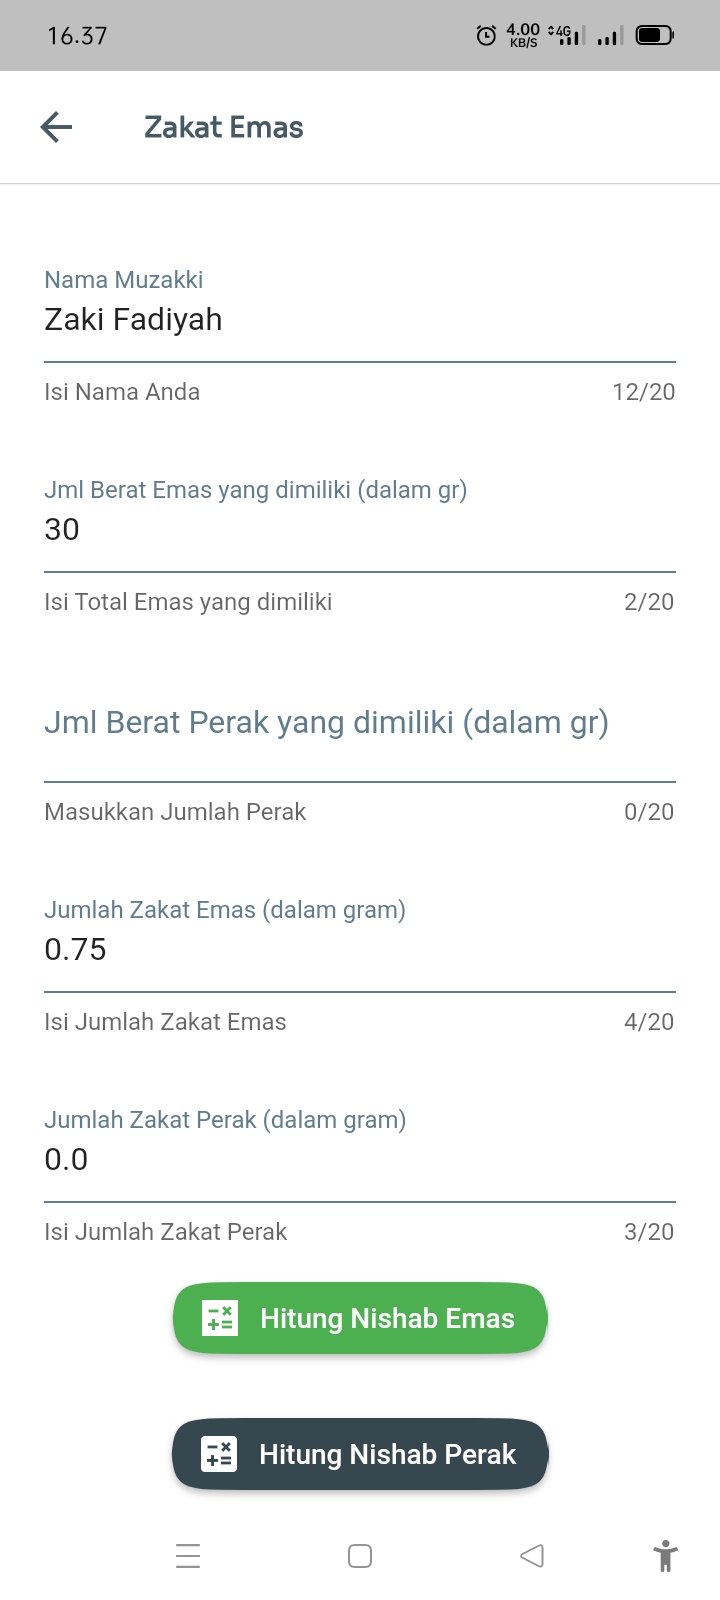 16.37
4.00 KB/S 4G
Zakat Emas
Nama Muzakki
Zaki Fadiyah
Isi Nama Anda 12/20
Jml Berat Emas yang dimiliki (dalam gr)
30
Isi Total Emas yang dimiliki 2/20
Jml Berat Perak yang dimiliki (dalam gr)
Masukkan Jumlah Perak 0/20
Jumlah Zakat Emas (dalam gram)
0.75
Isi Jumlah Zakat Emas 4/20
Jumlah Zakat Perak (dalam gram)
0.0
Isi Jumlah Zakat Perak 3/20
Hitung Nishab Emas
Hitung Nishab Perak